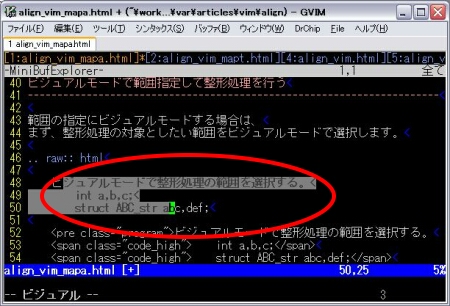 align_vim_mapa.html + (~¥work...¥var¥articles¥vim¥align) - GVIM
ファイル(F) 編集(E) ツール(T) シンタックス(S) バッファ(B) ウィンドウ(W) DrChip Eile ヘルプ(H)
1 align_vim_mapa.html
[1:align_vim_mapa.html]*[2:align_vim_mapt.html][4:align_vim.html][5:align_v
-MiniBufExplorer- 1,1 全て
40 ビジュアルモードで範囲指定して整形処理を行う
41 ------------------------------------------------------------------
42
43 範囲の指定にビジュアルモードする場合は、
44 まず、整形処理の対象としたい範囲をビジュアルモードで選択します。
45
46 .. raw:: html
47
48 ビジュアルモードで整形処理の範囲を選択する。
49 int a.b.c;
50 struct ABC_str abc,def;
51
52 <pre class="program">ビジュアルモードで整形処理の範囲を選択する。
53 <span class="code_high"> int a.b.c;</span>
54 <span class="code_high"> struct ABC_str abc,def;</span>
align_vim_mapa.html [+] 50,25 5%
-- ビジュアル -- 3